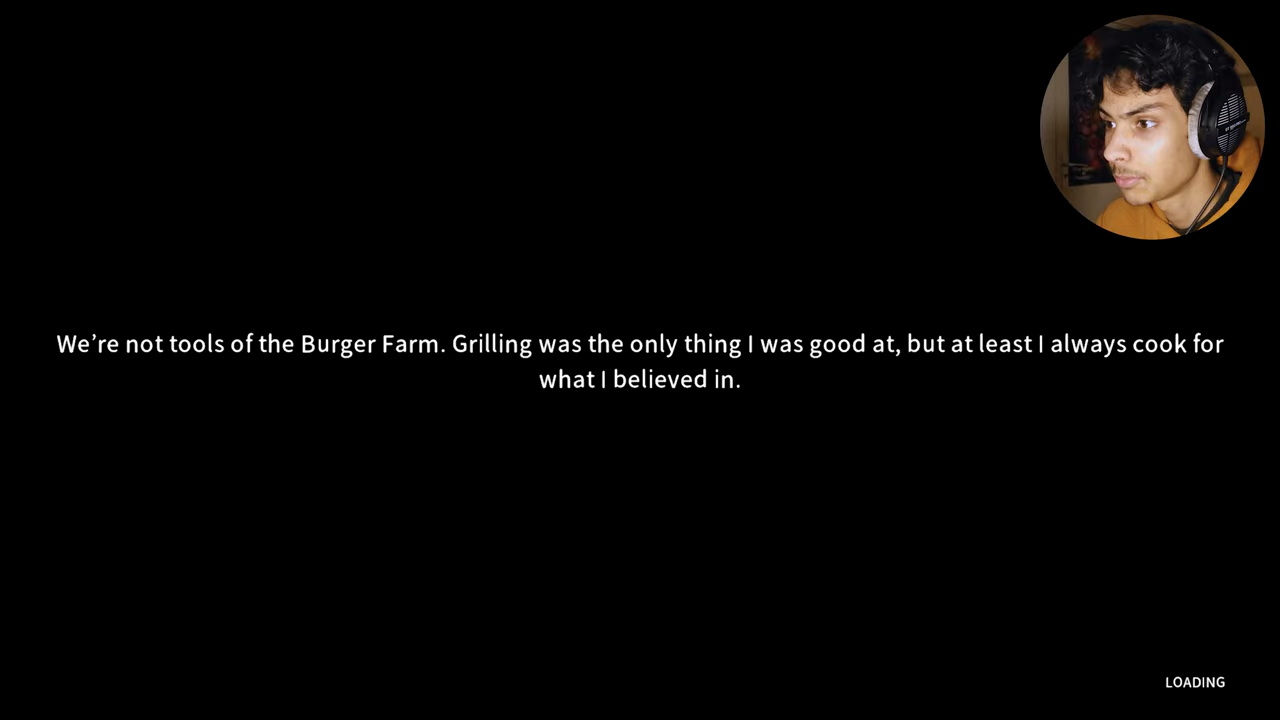 We’re not tools of the Burger Farm. Grilling was the only thing I was good at, but at least I always cook for
what I believed in.
LOADING